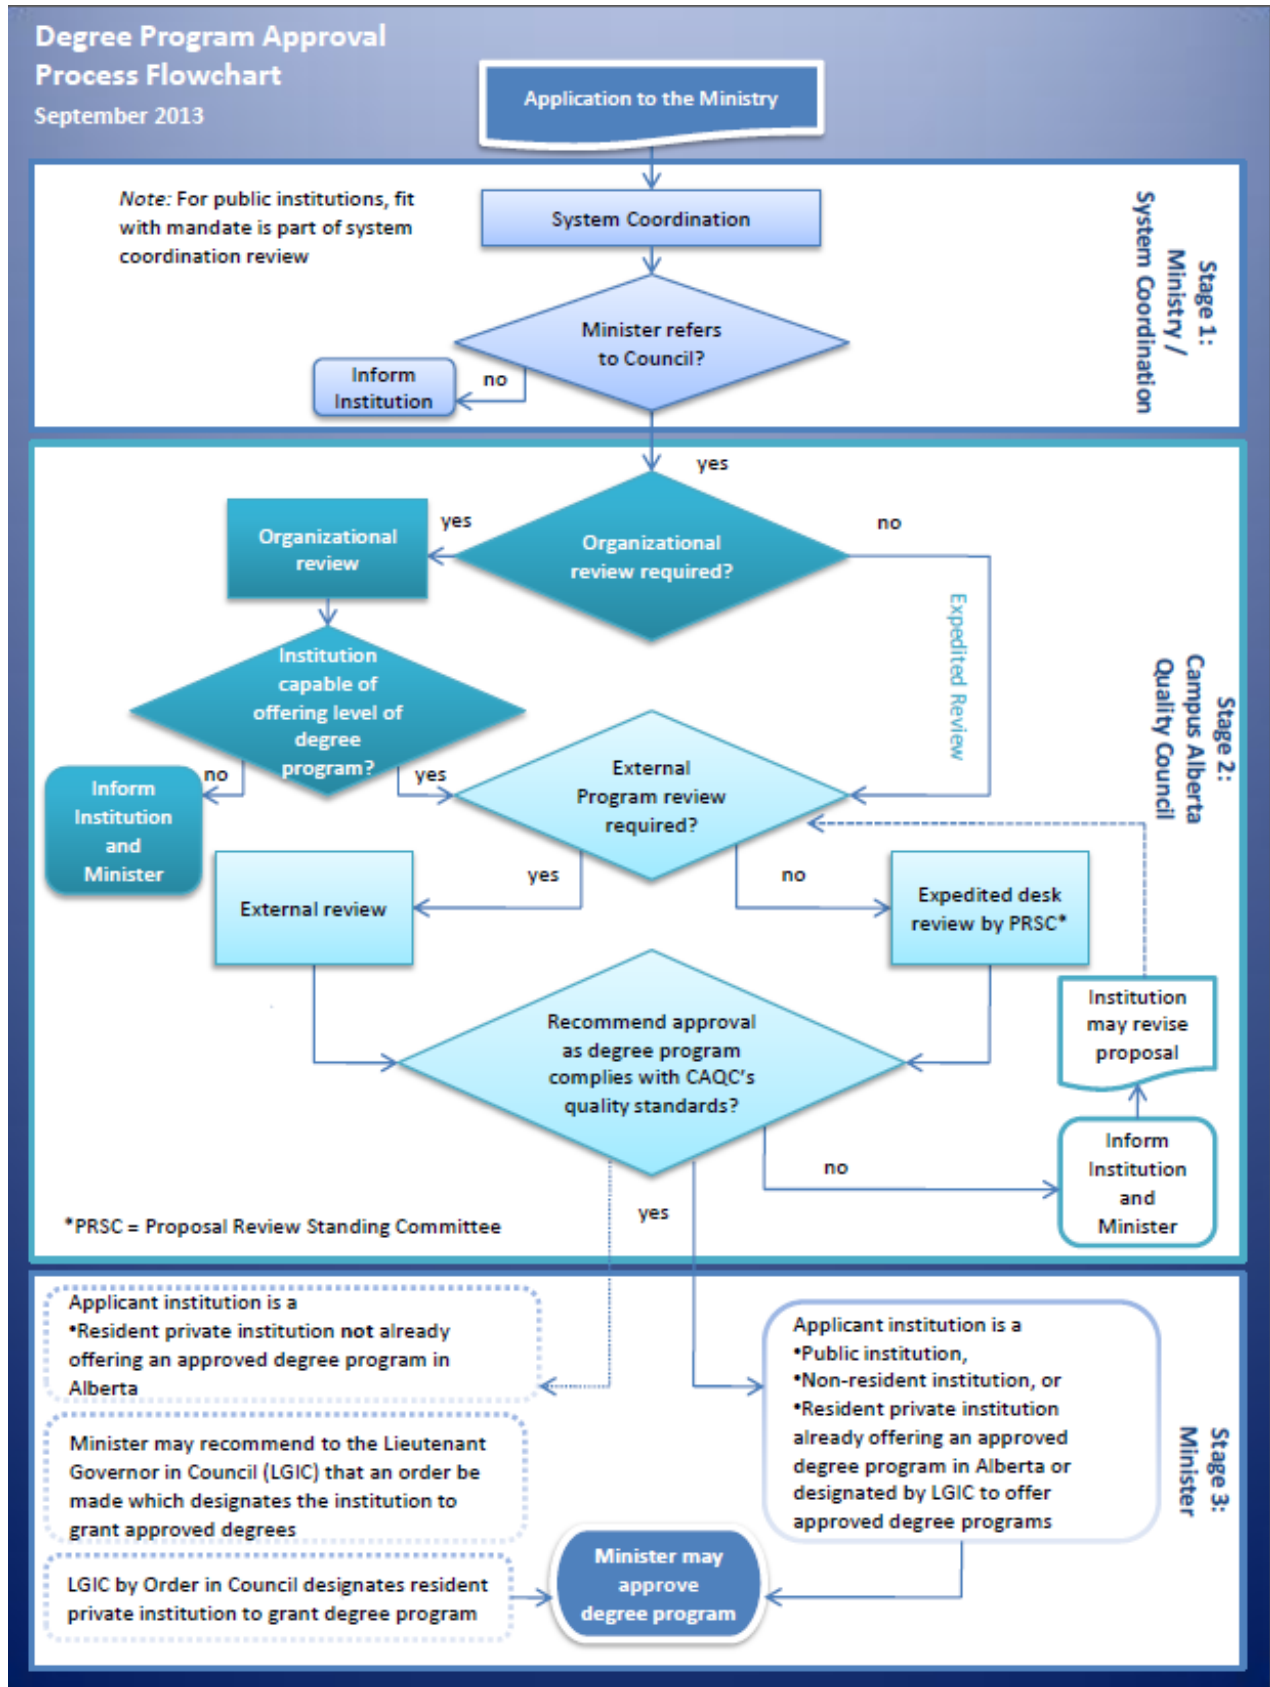 Degree Program Approval
Process Flowchart
September 2013
Application to the Ministry
Note: For public institutions, fit
with mandate is part of system
coordination review
System Coordination
Stage 1:
Ministry /
System Coordination
Minister refers
to Council?
no
Inform
Institution
yes
Organizational
review required?
yes
Organizational
review
no
Expedited Review
Institution
capable of
offering level of
degree
program?
no
Inform
Institution
and
Minister
yes
External
Program review
required?
Stage 2:
Campus Alberta
Quality Council
yes
External review
no
Expedited desk
review by PRSC*
Recommend approval
as degree program
complies with CAQC's
quality standards?
Institution
may revise
proposal
no
Inform
Institution
and
Minister
yes
*PRSC = Proposal Review Standing Committee
Applicant institution is a
•Resident private institution not already
offering an approved degree program in
Alberta
Minister may recommend to the Lieutenant
Governor in Council (LGIC) that an order be
made which designates the institution to
grant approved degrees
LGIC by Order in Council designates resident
private institution to grant degree program
Applicant institution is a
•Public institution,
•Non-resident institution, or
•Resident private institution
already offering an approved
degree program in Alberta or
designated by LGIC to offer
approved degree programs
Stage 3:
Minister
Minister may
approve
degree program